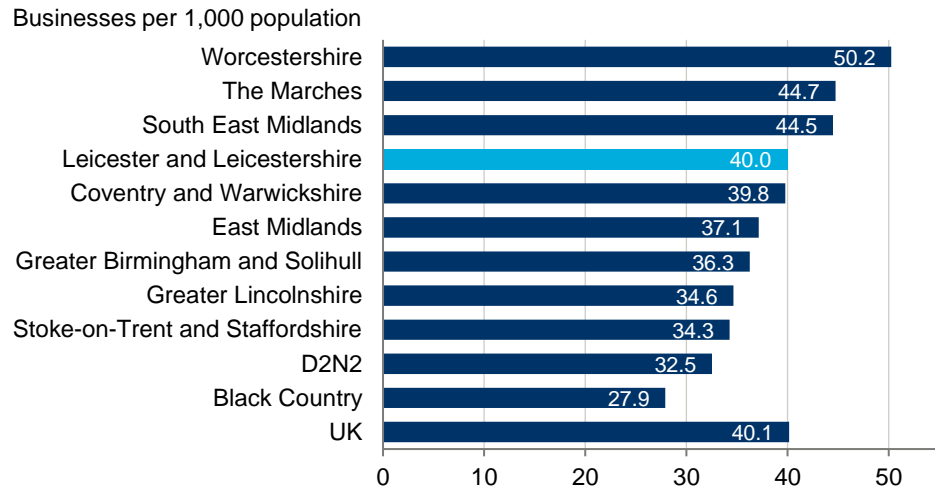 Businesses per 1,000 population
Worcestershire 50.2
The Marches 44.7
South East Midlands 44.5
Leicester and Leicestershire 40.0
Coventry and Warwickshire 39.8
East Midlands 37.1
Greater Birmingham and Solihull 36.3
Greater Lincolnshire 34.6
Stoke-on-Trent and Staffordshire 34.3
D2N2 32.5
Black Country 27.9
UK 40.1
0 10 20 30 40 50